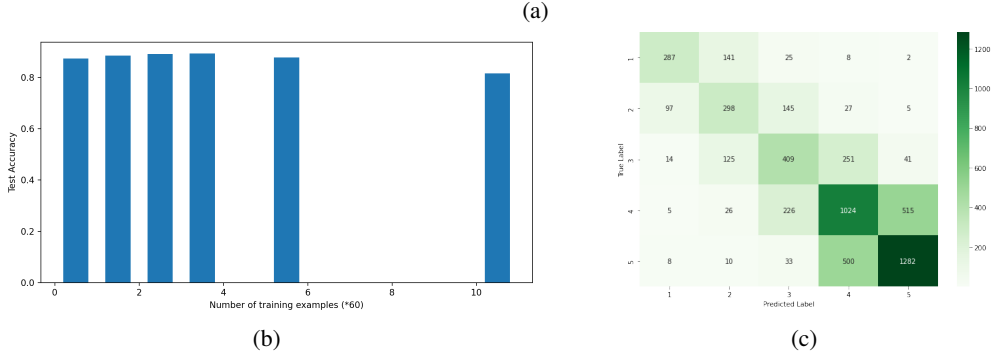 (a)
0.8
0.6
0.4
0.2
0.0
Test Accuracy
0 2 4 6 8 10
Number of training examples (*60)
(b)
True Label
1 287 141 25 8 2
2 97 298 145 27 5
3 14 125 409 251 41
4 5 26 226 1024 515
5 8 10 33 500 1282
1 2 3 4 5
Predicted Label
1200
1000
800
600
400
200
(c)